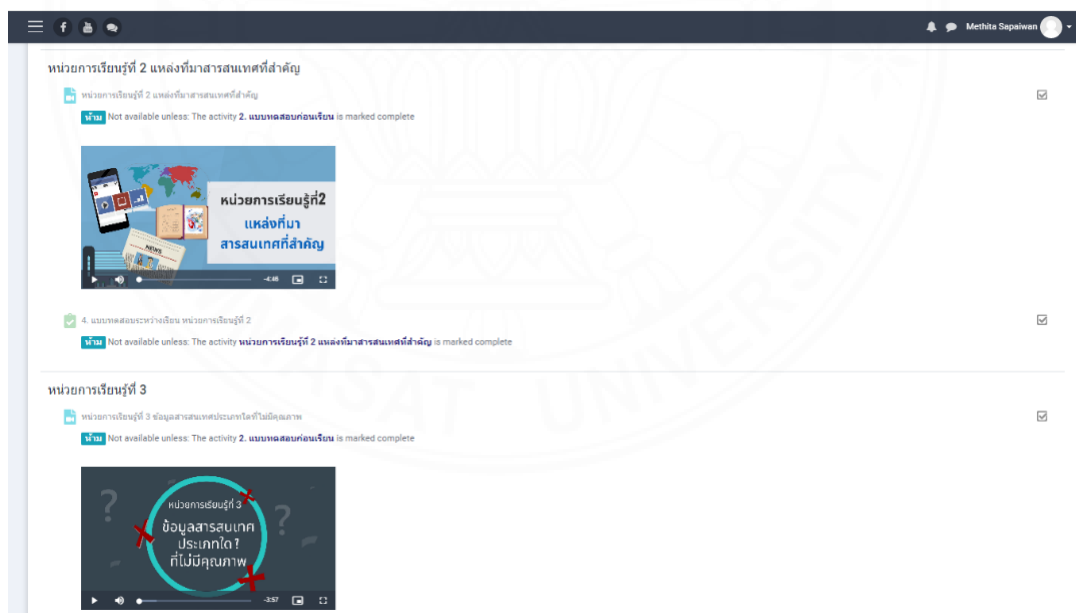 Methita Sapaiwan
หน่วยการเรียนรู้ที่ 2 แหล่งที่มาสารสนเทศที่สำคัญ
หน่วยการเรียนรู้ที่ 2 แหล่งที่มาสารสนเทศที่สำคัญ
ห้าม Not available unless: The activity 2. แบบทดสอบก่อนเรียน is marked complete
หน่วยการเรียนรู้ที่2
แหล่งที่มา
สารสนเทศที่สำคัญ
NEWS
-4:46
4. แบบทดสอบระหว่างเรียน หน่วยการเรียนรู้ที่ 2
ห้าม Not available unless: The activity หน่วยการเรียนรู้ที่ 2 แหล่งที่มาสารสนเทศที่สำคัญ is marked complete
หน่วยการเรียนรู้ที่ 3
หน่วยการเรียนรู้ที่ 3 ข้อมูลสารสนเทศประเภทใดที่ไม่มีคุณภาพ
ห้าม Not available unless: The activity 2. แบบทดสอบก่อนเรียน is marked complete
หน่วยการเรียนรู้ที่ 3
ข้อมูลสารสนเทศ
ประเภทใด?
ที่ไม่มีคุณภาพ
-3:57